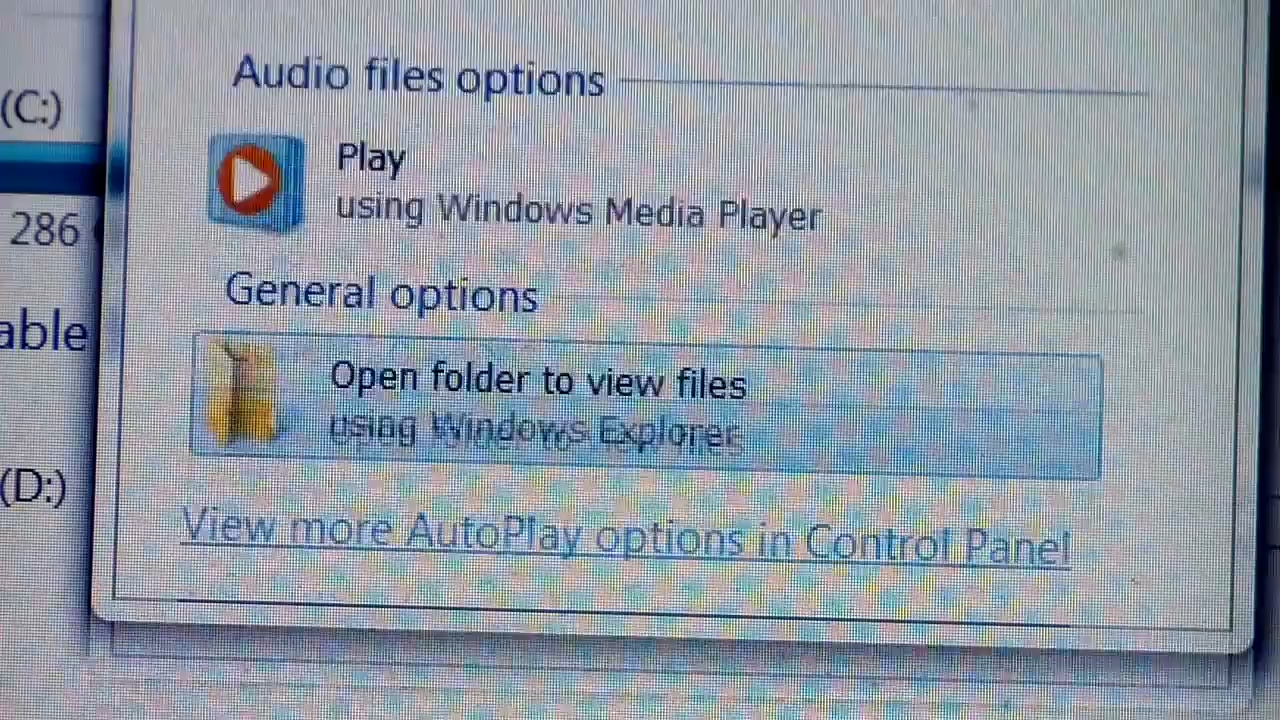 Audio files options
(C:)
Play
using Windows Media Player
286
General options
able
Open folder to view files
using Windows Explorer
(D:)
View more AutoPlay options in Control Panel